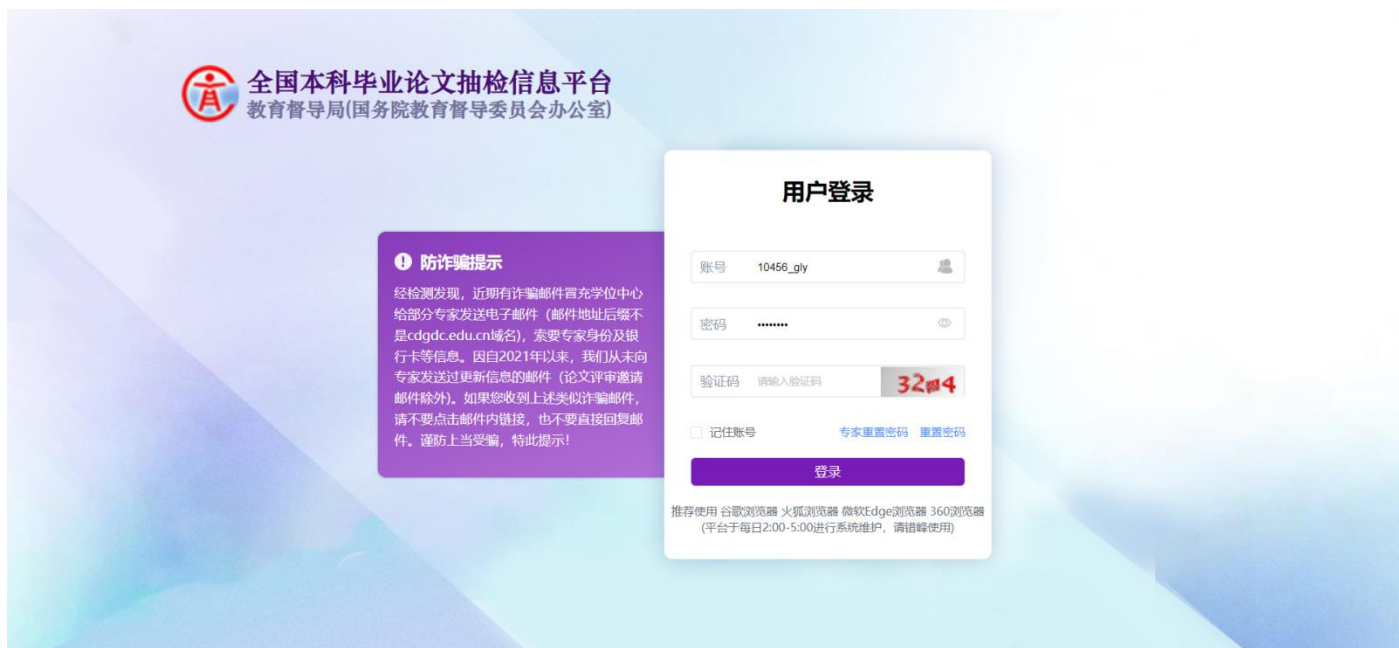 全国本科毕业论文抽检信息平台
教育督导局(国务院教育督导委员会办公室)
用户登录
防诈骗提示
经检测发现，近期有诈骗邮件冒充学位中心
给部分专家发送电子邮件（邮件地址后缀不
是cdgdc.edu.cn域名），索要专家身份及银
行卡等信息。因自2021年以来，我们从未向
专家发送过更新信息的邮件（论文评审邀请
邮件除外）。如果您收到上述类似诈骗邮件，
请不要点击邮件内链接，也不要直接回复邮
件。谨防上当受骗，特此提示！
账号 10456_gly
密码 ••••••••
验证码 请输入验证码
记住账号 专家重置密码 重置密码
登录
推荐使用 谷歌浏览器 火狐浏览器 微软Edge浏览器 360浏览器
(平台于每日2:00-5:00进行系统维护，请错峰使用)